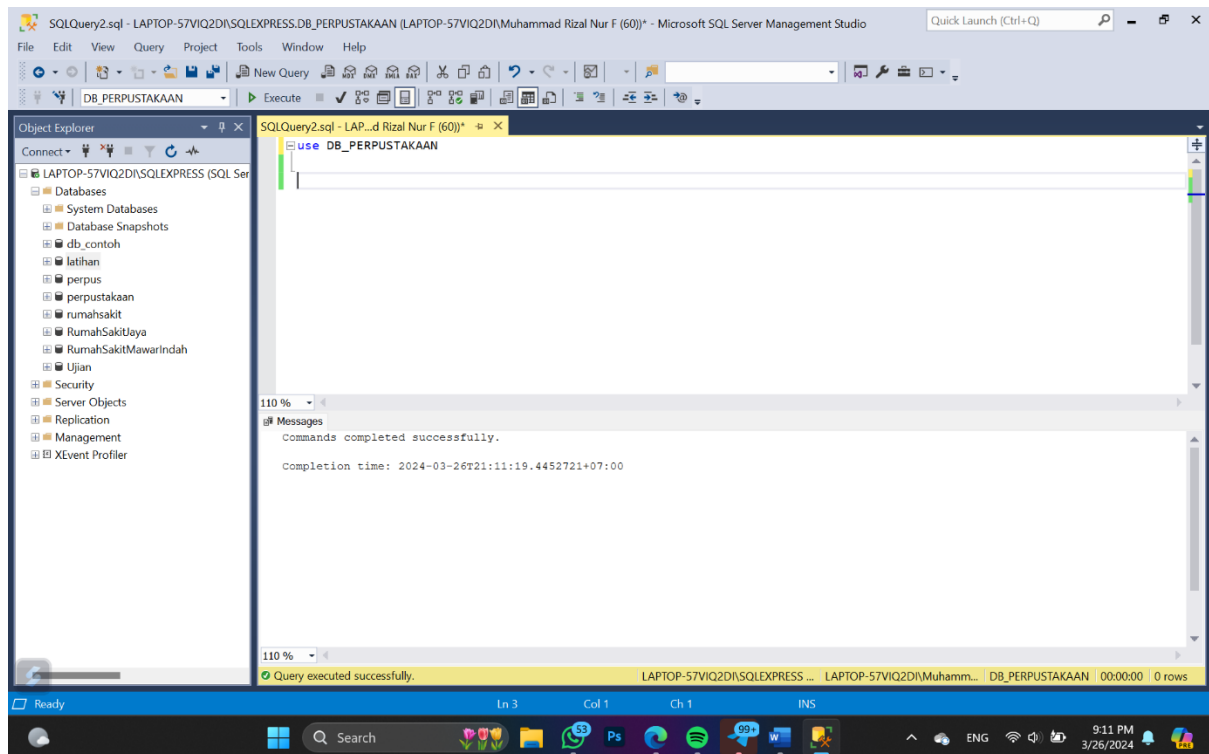 SQLQuery2.sql - LAPTOP-57VIQ2DI\SQLEXPRESS.DB_PERPUSTAKAAN (LAPTOP-57VIQ2DI\Muhammad Rizal Nur F (60))* - Microsoft SQL Server Management Studio
Quick Launch (Ctrl+Q)
File Edit View Query Project Tools Window Help
New Query
DB_PERPUSTAKAAN
Execute
Object Explorer
SQLQuery2.sql - LAP...d Rizal Nur F (60))*
Connect
use DB_PERPUSTAKAAN
LAPTOP-57VIQ2DI\SQLEXPRESS (SQL Ser
Databases
System Databases
Database Snapshots
db_contoh
latihan
perpus
perpustakaan
rumahsakit
RumahSakitJaya
RumahSakitMawarIndah
Ujian
Security
Server Objects
Replication
Management
XEvent Profiler
110 %
Messages
Commands completed successfully.
Completion time: 2024-03-26T21:11:19.4452721+07:00
110 %
Query executed successfully.
LAPTOP-57VIQ2DI\SQLEXPRESS ...
LAPTOP-57VIQ2DI\Muhamm...
DB_PERPUSTAKAAN
00:00:00
0 rows
Ready
Ln 3
Col 1
Ch 1
INS
Search
53
Ps
99+
W
ENG
9:11 PM
3/26/2024
PRE